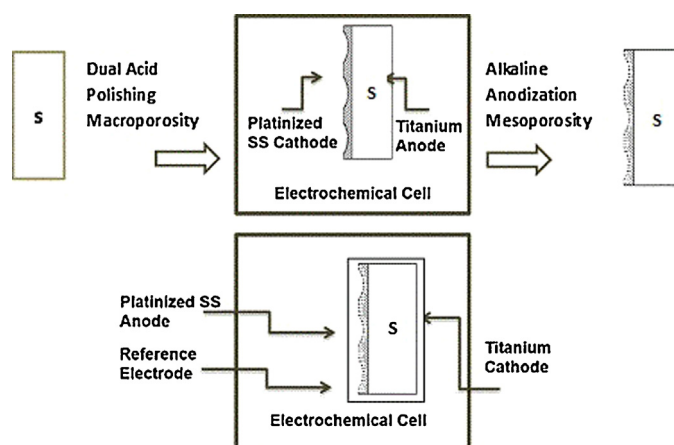 S
Dual Acid
Polishing
Macroporosity
S
Platinized
SS Cathode
Titanium
Anode
Electrochemical Cell
Alkaline
Anodization
Mesoporosity
S
Platinized SS
Anode
Reference
Electrode
S
Titanium
Cathode
Electrochemical Cell